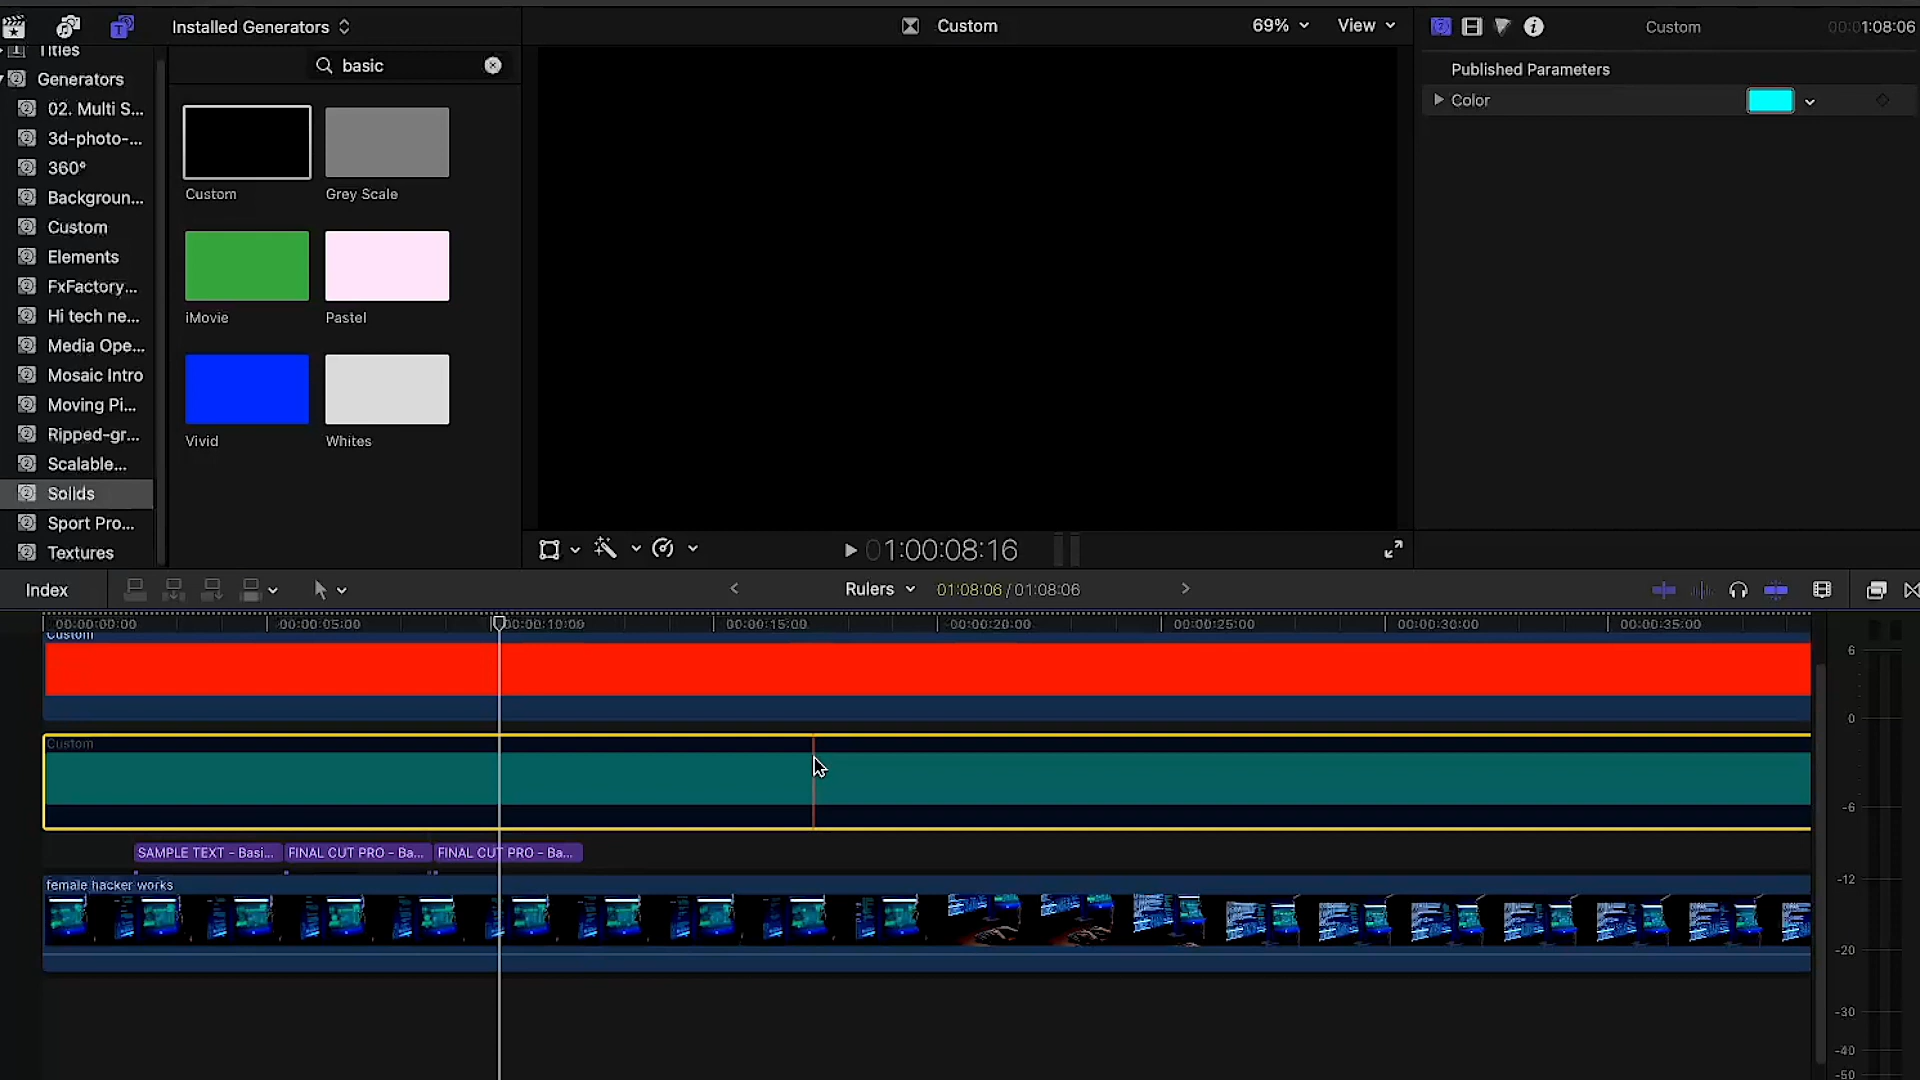 Installed Generators
Custom
69%
View
Custom
00:01:08:06
Titles
Generators
02. Multi S...
3d-photo-...
360°
Backgroun...
Custom
Elements
FxFactory...
Hi tech ne...
Media Ope...
Mosaic Intro
Moving Pi...
Ripped-gr...
Scalable...
Solids
Sport Pro...
Textures
basic
Custom
Grey Scale
iMovie
Pastel
Vivid
Whites
Published Parameters
Color
01:00:08:16
Index
Rulers
01:08:06 / 01:08:06
00:00:00:00
00:00:05:00
00:00:10:00
00:00:15:00
00:00:20:00
00:00:25:00
00:00:30:00
00:00:35:00
Custom
Custom
SAMPLE TEXT – Basi...
FINAL CUT PRO – Ba...
FINAL CUT PRO – Ba...
female hacker works
6
0
-6
-12
-20
-30
-40
-50